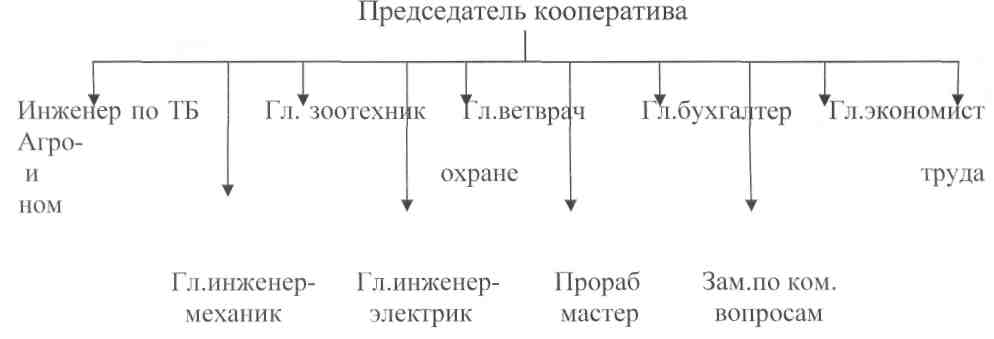 Председатель кооператива
Инженер по ТБ Гл. зоотехник Гл.ветврач Гл.бухгалтер Гл.экономист
Агро-
и охране труда
ном
Гл.инженер- Гл.инженер- Прораб Зам.по ком.
механик электрик мастер вопросам